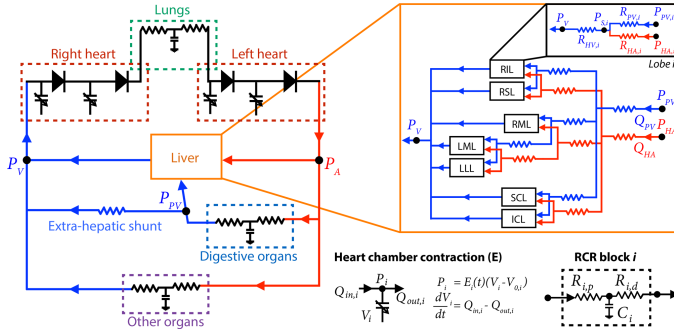 Lungs
Right heart
Left heart
P_V
Liver
P_A
P_PV
Extra-hepatic shunt
Digestive organs
Other organs
P_V
P_S,i
R_PV,i
P_PV,i
R_HV,i
R_HA,i
P_HA,i
Lobe i
RIL
RSL
RML
LML
LLL
SCL
ICL
P_V
P_PV
Q_PV
P_HA
Q_HA
Heart chamber contraction (E)
Q_in,i
P_i
Q_out,i
V_i
P_i = E_i(t)(V_i-V_0,i)
dV_i/dt = Q_in,i - Q_out,i
RCR block i
R_i,p
R_i,d
C_i